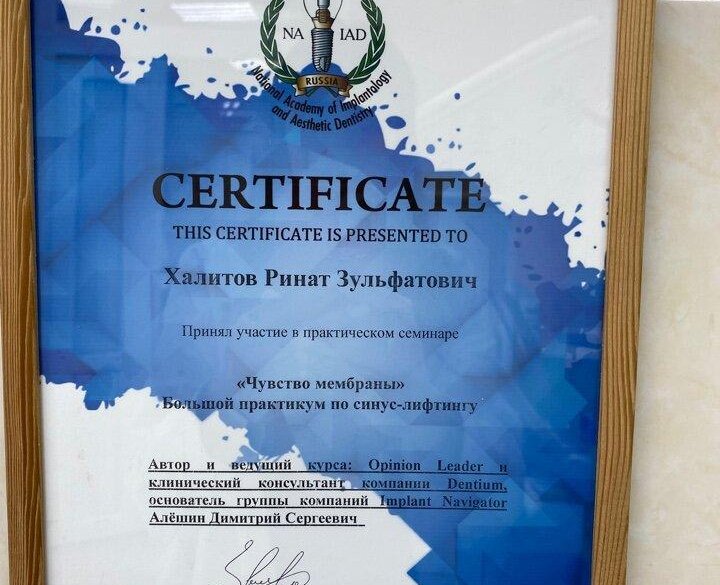 NA IAD
RUSSIA
National Academy of Implantology
and Aesthetic Dentistry
CERTIFICATE
THIS CERTIFICATE IS PRESENTED TO
Халитов Ринат Зульфатович
Принял участие в практическом семинаре
«Чувство мембраны»
Большой практикум по синус-лифтингу
Автор и ведущий курса: Opinion Leader и
клинический консультант компании Dentium,
основатель группы компаний Implant Navigator
Алёшин Димитрий Сергеевич